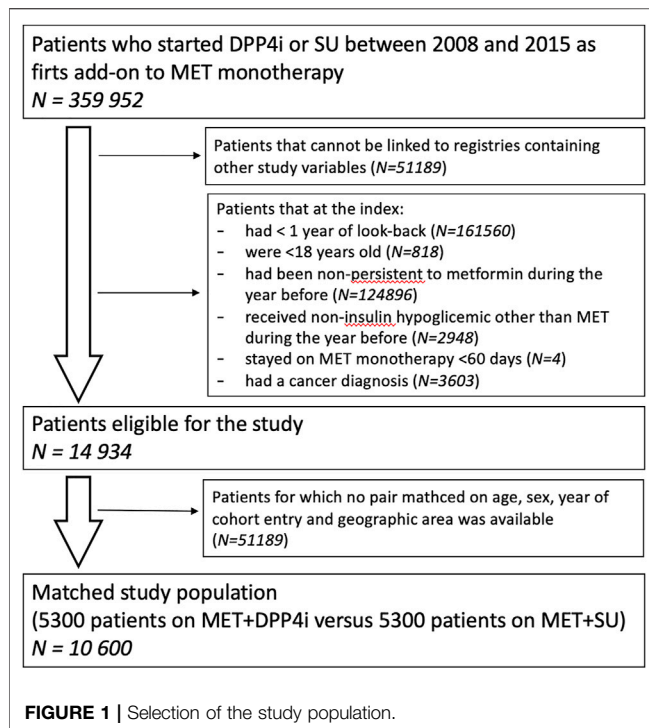 Patients who started DPP4i or SU between 2008 and 2015 as
firts add-on to MET monotherapy
N = 359 952
Patients that cannot be linked to registries containing
other study variables (N=51189)
Patients that at the index:
- had < 1 year of look-back (N=161560)
- were <18 years old (N=818)
- had been non-persistent to metformin during the
year before (N=124896)
- received non-insulin hypoglicemic other than MET
during the year before (N=2948)
- stayed on MET monotherapy <60 days (N=4)
- had a cancer diagnosis (N=3603)
Patients eligible for the study
N = 14 934
Patients for which no pair mathced on age, sex, year of
cohort entry and geographic area was available
(N=51189)
Matched study population
(5300 patients on MET+DPP4i versus 5300 patients on MET+SU)
N = 10 600
FIGURE 1 | Selection of the study population.